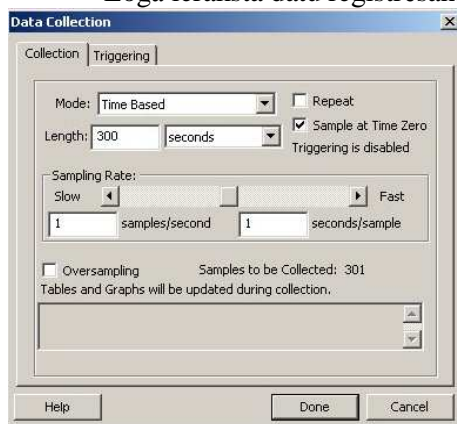 Data Collection
Collection Triggering
Mode: Time Based
Repeat
Length: 300 seconds
Sample at Time Zero
Triggering is disabled
Sampling Rate:
Slow Fast
1 samples/second 1 seconds/sample
Oversampling Samples to be Collected: 301
Tables and Graphs will be updated during collection.
Help Done Cancel